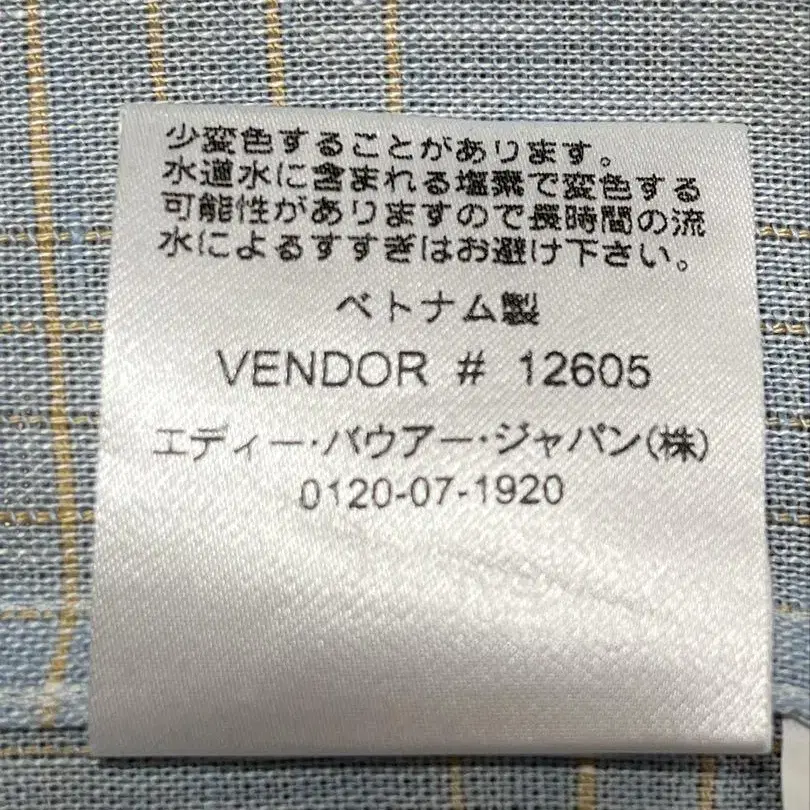 少変色することがあります。
水道水に含まれる塩素で変色する
可能性がありますので長時間の流
水によるすすぎはお避け下さい。
ベトナム製
VENDOR # 12605
エディー・バウアー・ジャパン(株)
0120-07-1920